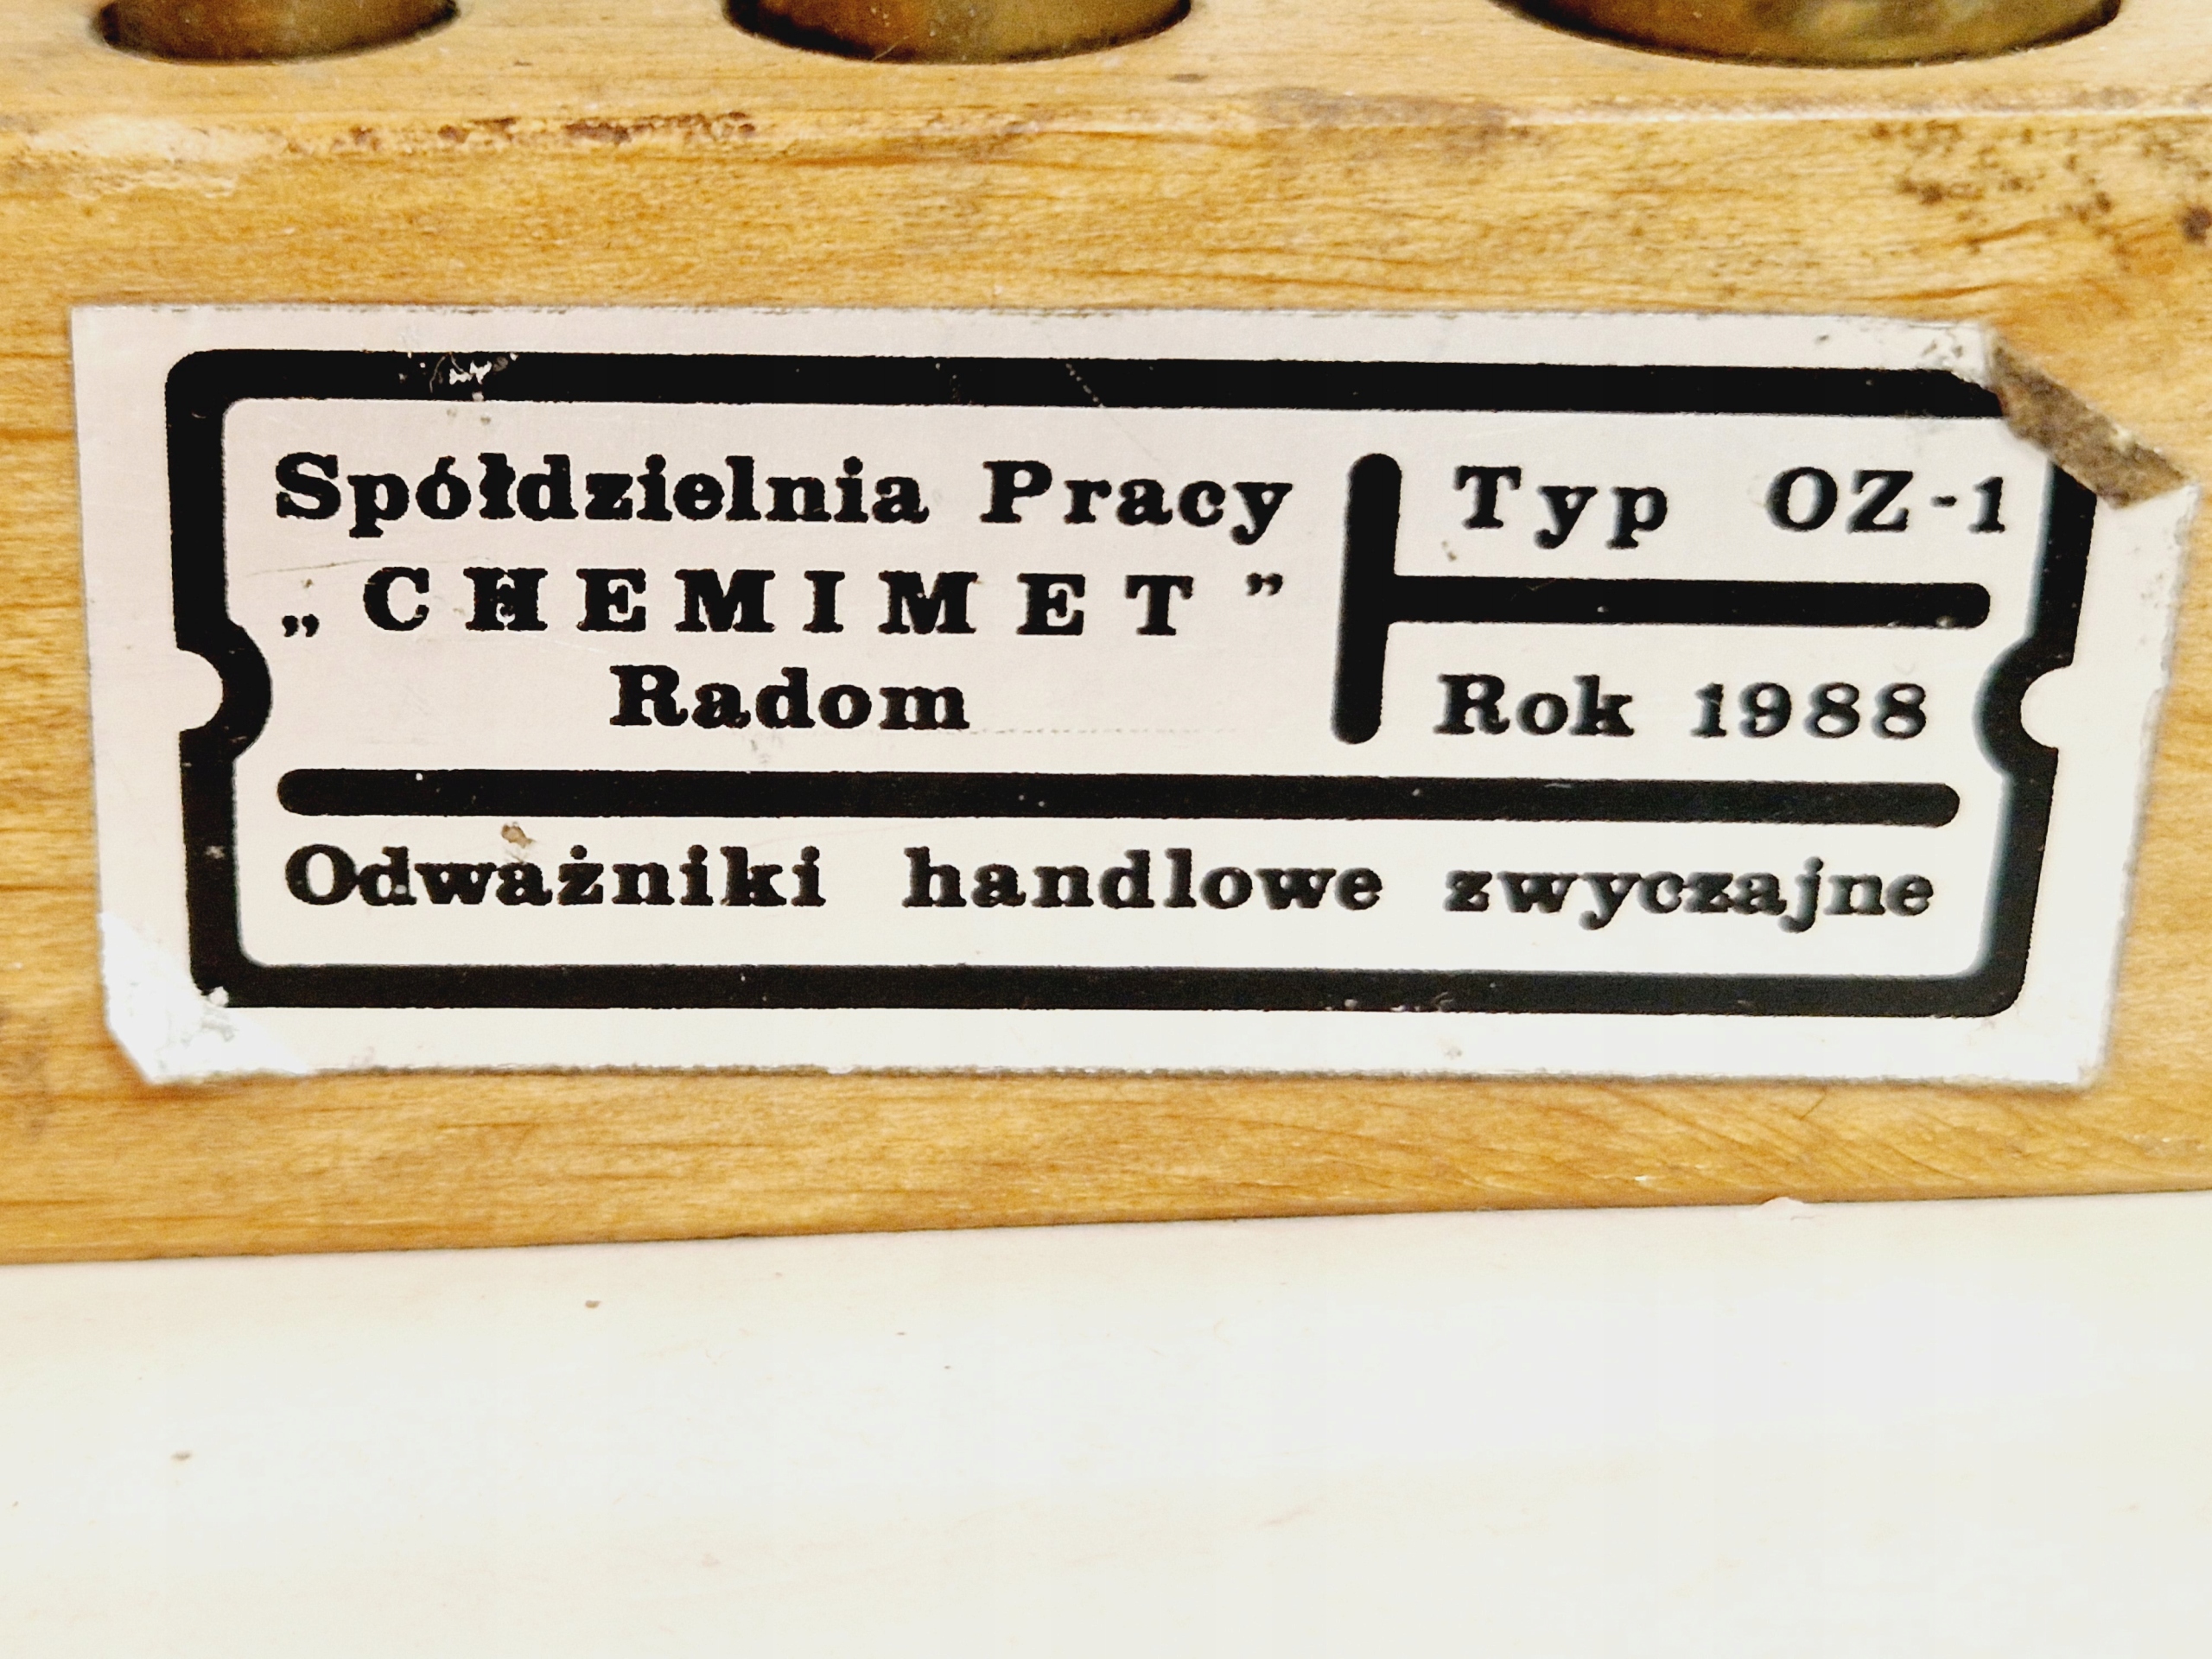 Spółdzielnia Pracy
„CHEMIMET”
Radom
Typ OZ-1
Rok 1988
Odważniki handlowe zwyczajne